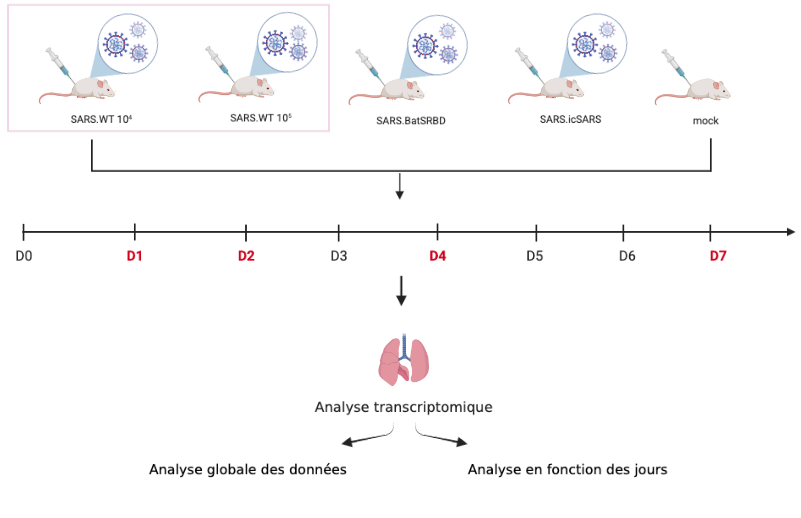 SARS.WT 10⁴
SARS.WT 10⁵
SARS.BatSRBD
SARS.icSARS
mock
D0
D1
D2
D3
D4
D5
D6
D7
Analyse transcriptomique
Analyse globale des données
Analyse en fonction des jours